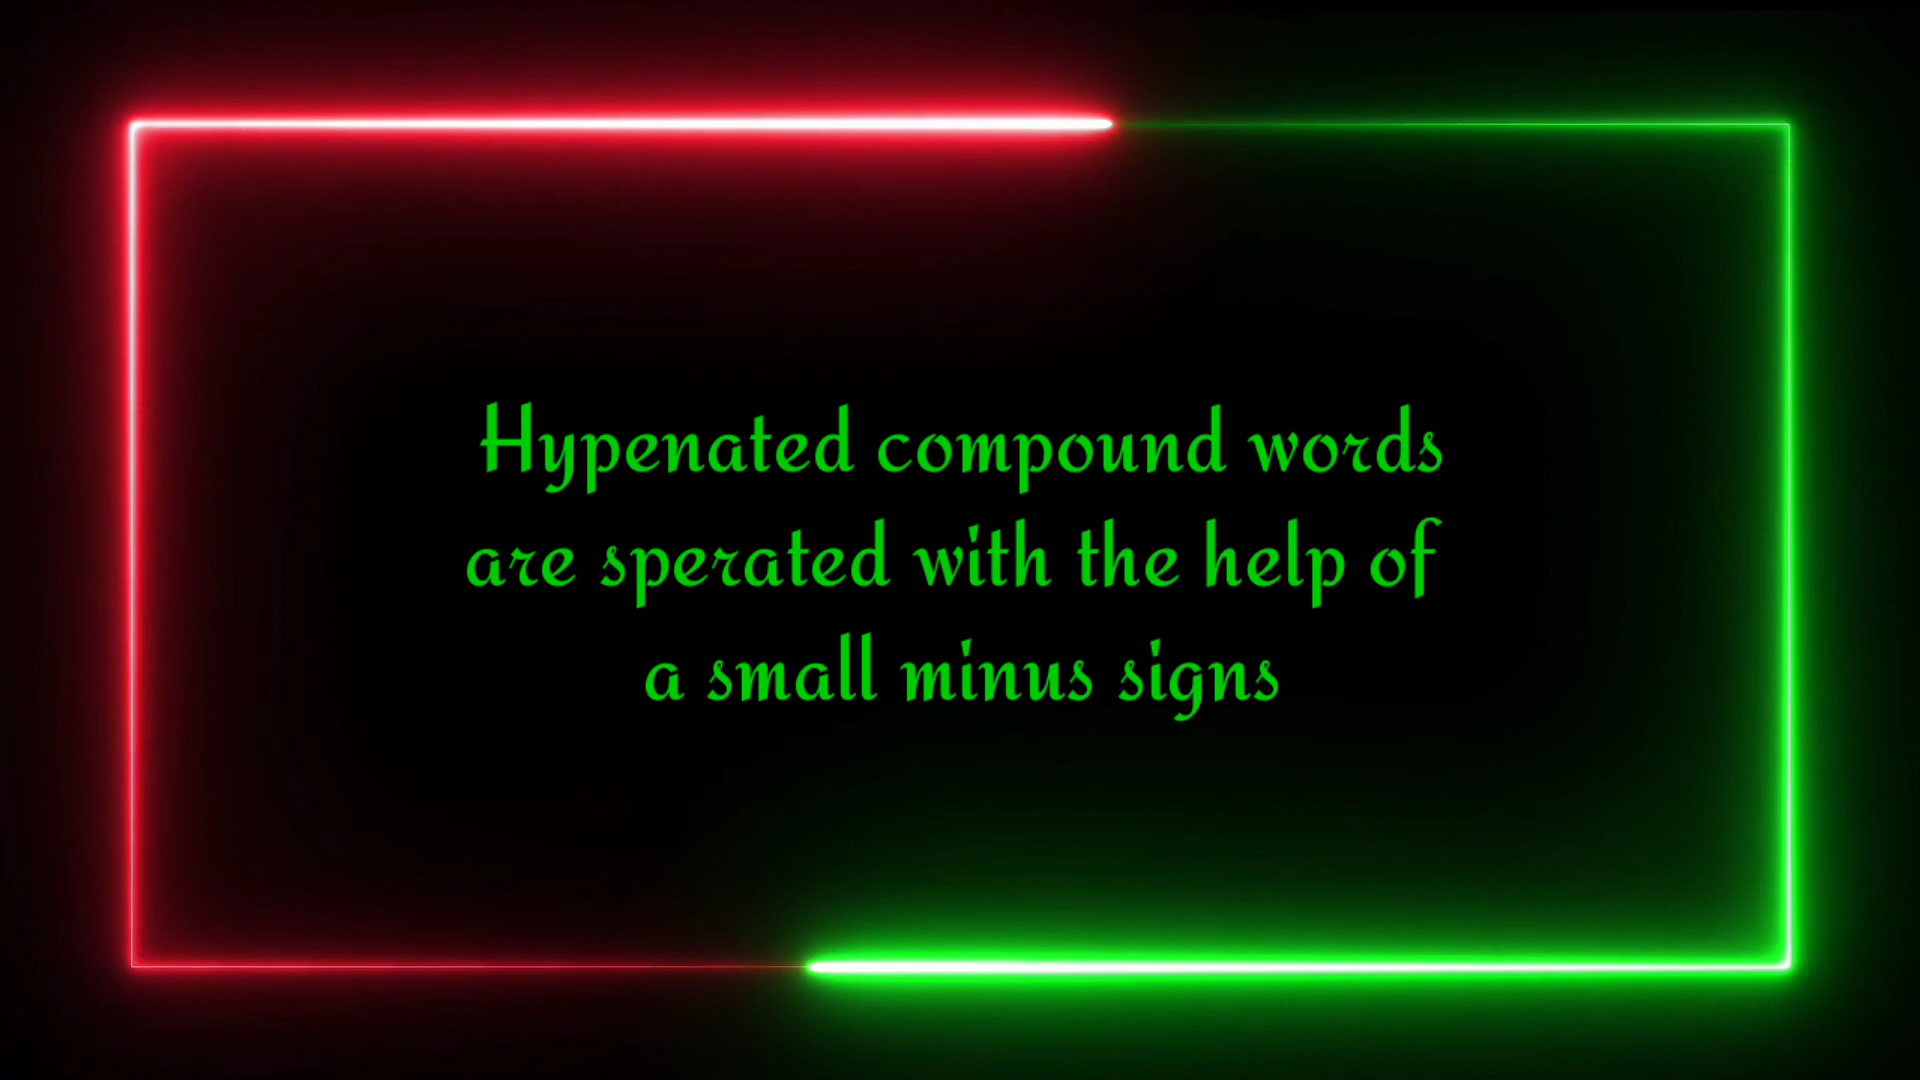 Hypenated compound words
are sperated with the help of
a small minus signs